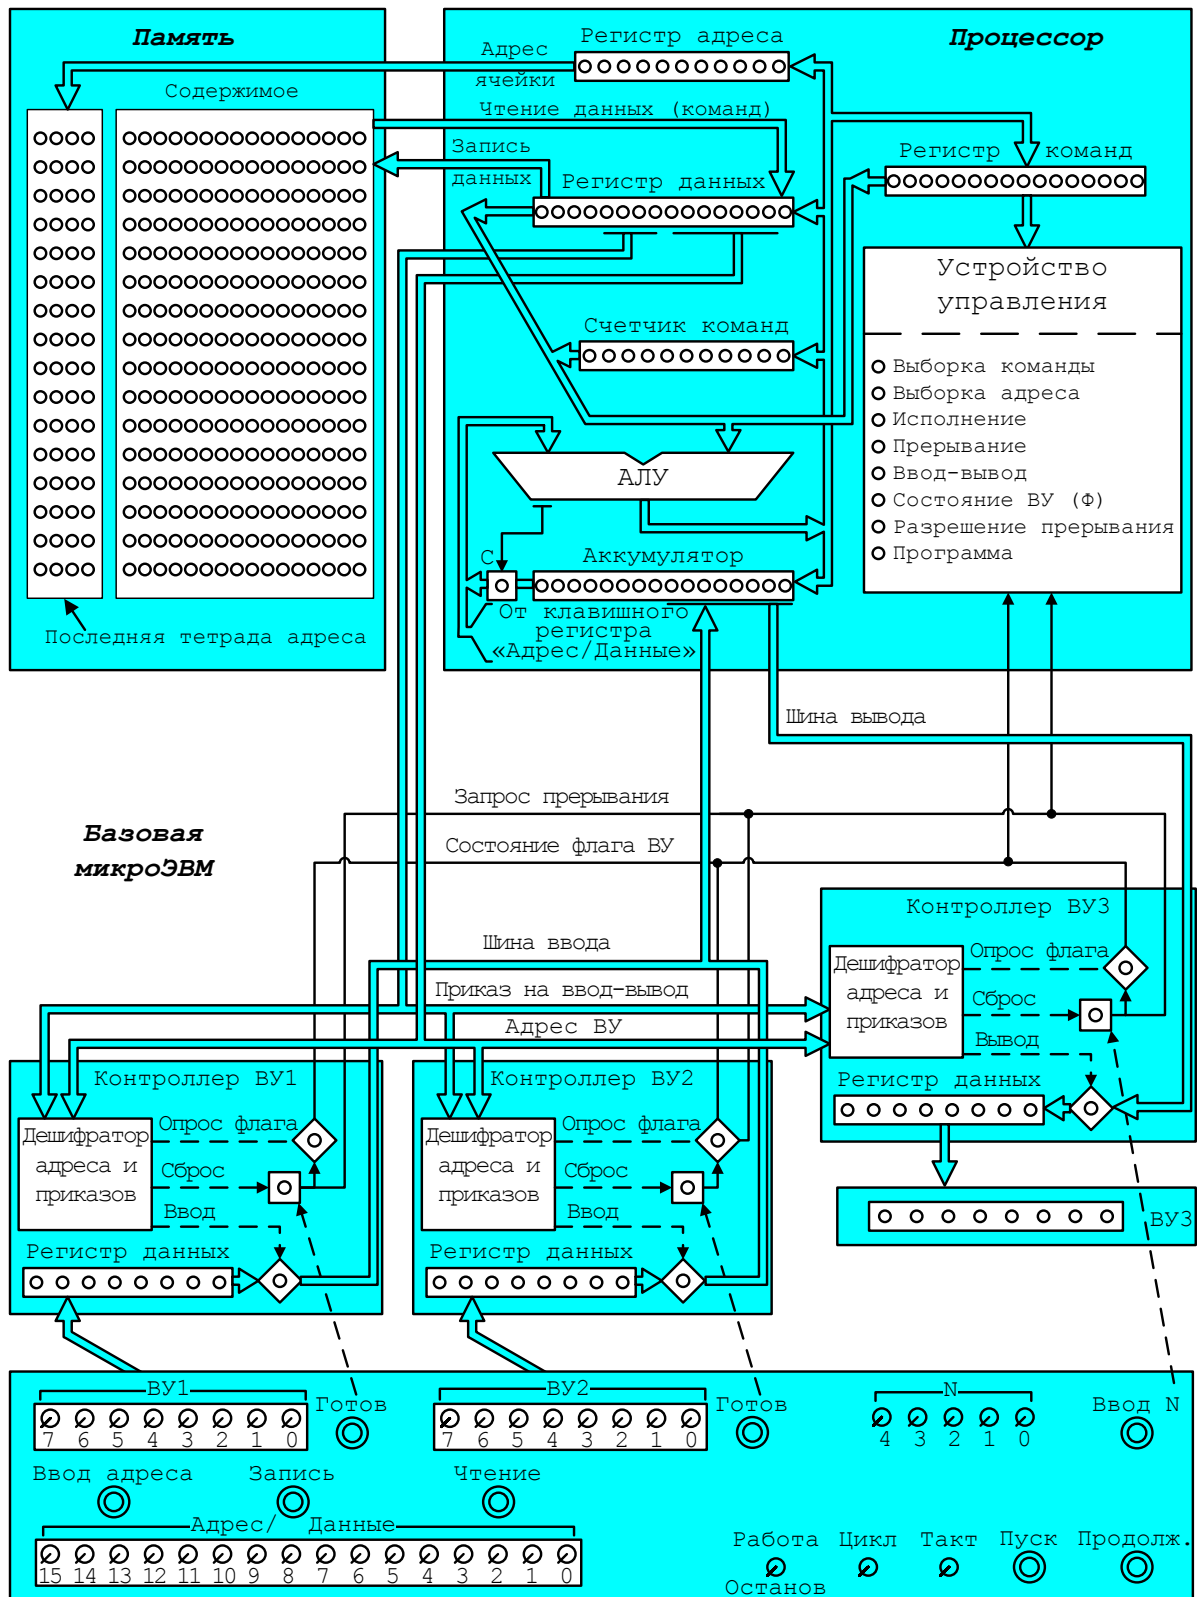 Память
Процессор
Регистр адреса
Адрес
ячейки
Содержимое
Чтение данных (команд)
Запись
данных
Регистр команд
Регистр данных
Устройство
управления
Счетчик команд
Выборка команды
Выборка адреса
Исполнение
Прерывание
Ввод-вывод
Состояние ВУ (Ф)
Разрешение прерывания
Программа
АЛУ
С
Аккумулятор
От клавишного
регистра
«Адрес/Данные»
Последняя тетрада адреса
Шина вывода
Запрос прерывания
Базовая
микроЭВМ
Состояние флага ВУ
Контроллер ВУ3
Шина ввода
Дешифратор
адреса и
приказов
Опрос флага
Сброс
Вывод
Приказ на ввод-вывод
Адрес ВУ
Регистр данных
Контроллер ВУ1
Дешифратор
адреса и
приказов
Опрос флага
Сброс
Ввод
Регистр данных
Контроллер ВУ2
Дешифратор
адреса и
приказов
Опрос флага
Сброс
Ввод
Регистр данных
ВУ3
ВУ1
7 6 5 4 3 2 1 0
Готов
ВУ2
7 6 5 4 3 2 1 0
Готов
N
4 3 2 1 0
Ввод N
Ввод адреса
Запись
Чтение
Адрес/ Данные
15 14 13 12 11 10 9 8 7 6 5 4 3 2 1 0
Работа
Останов
Цикл
Такт
Пуск
Продолж.